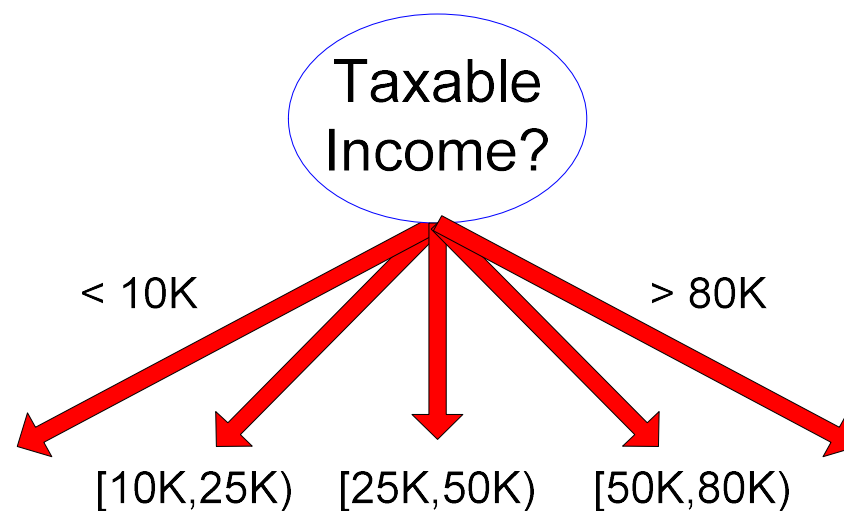 Taxable
Income?
< 10K
> 80K
[10K,25K)
[25K,50K)
[50K,80K)